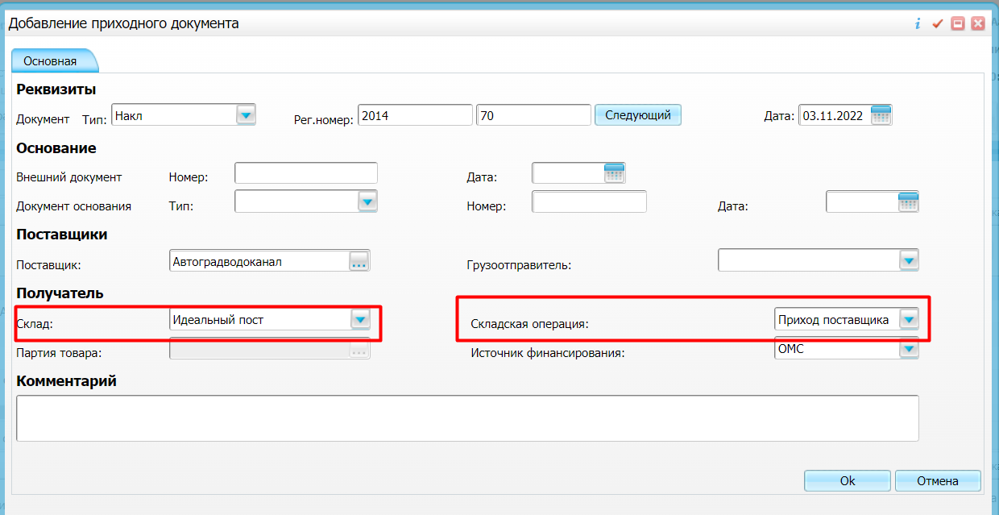 Добавление приходного документа
Основная
Реквизиты
Документ Тип: Накл Рег.номер: 2014 70 Следующий Дата: 03.11.2022
Основание
Внешний документ Номер: Дата:
Документ основания Тип: Номер: Дата:
Поставщики
Поставщик: Автоградводоканал Грузоотправитель:
Получатель
Склад: Идеальный пост Складская операция: Приход поставщика
Партия товара: Источник финансирования: ОМС
Комментарий
Ok Отмена